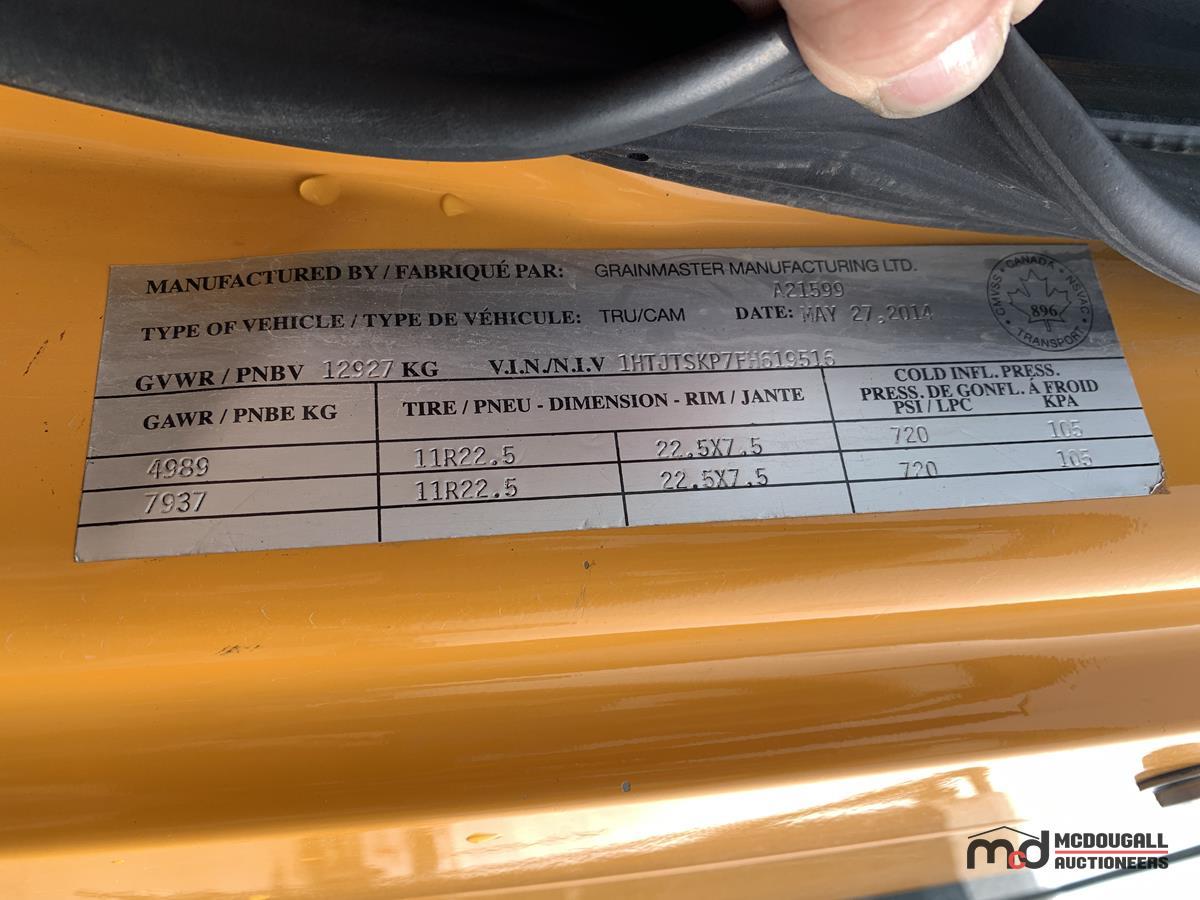 MANUFACTURED BY / FABRIQUÉ PAR: GRAINMASTER MANUFACTURING LTD.
A21599
TYPE OF VEHICLE / TYPE DE VÉHICULE: TRU/CAM DATE: MAY 27,2014
GVWR / PNBV 12927 KG V.I.N./N.I.V 1HTJTSKP7FH619516
GAWR / PNBE KG TIRE / PNEU - DIMENSION - RIM / JANTE COLD INFL. PRESS.
PRESS. DE GONFL. Á FROID
PSI / LPC KPA
4989 11R22.5 22.5X7.5 720 105
7937 11R22.5 22.5X7.5 720 105
CANADA
CMVSS NSVAC
896
TRANSPORT
mcd MCDOUGALL
AUCTIONEERS